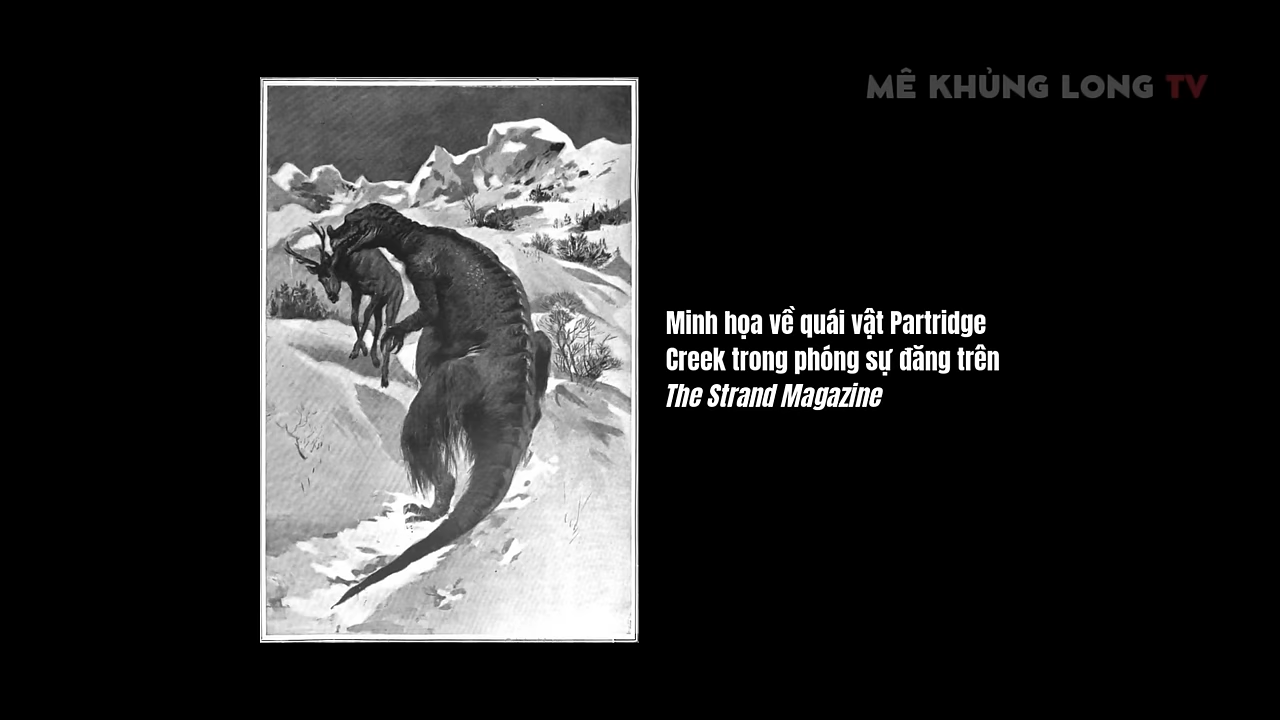 MÊ KHỦNG LONG TV
Minh họa về quái vật Partridge
Creek trong phóng sự đăng trên
The Strand Magazine